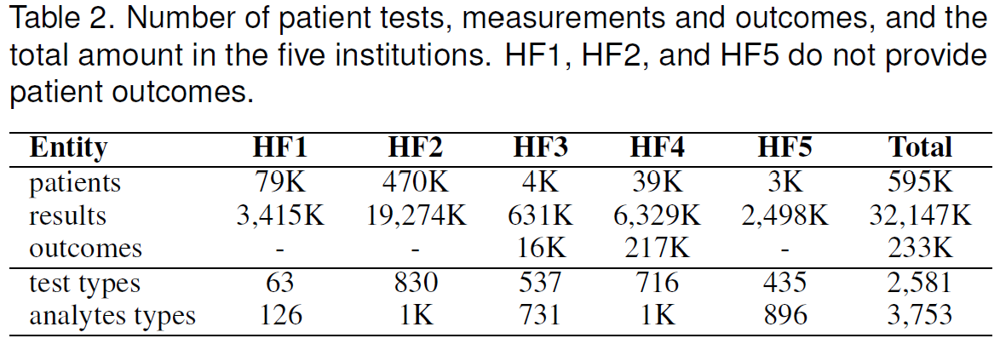 Table 2. Number of patient tests, measurements and outcomes, and the
total amount in the five institutions. HF1, HF2, and HF5 do not provide
patient outcomes.
Entity HF1 HF2 HF3 HF4 HF5 Total
patients 79K 470K 4K 39K 3K 595K
results 3,415K 19,274K 631K 6,329K 2,498K 32,147K
outcomes - - 16K 217K - 233K
test types 63 830 537 716 435 2,581
analytes types 126 1K 731 1K 896 3,753